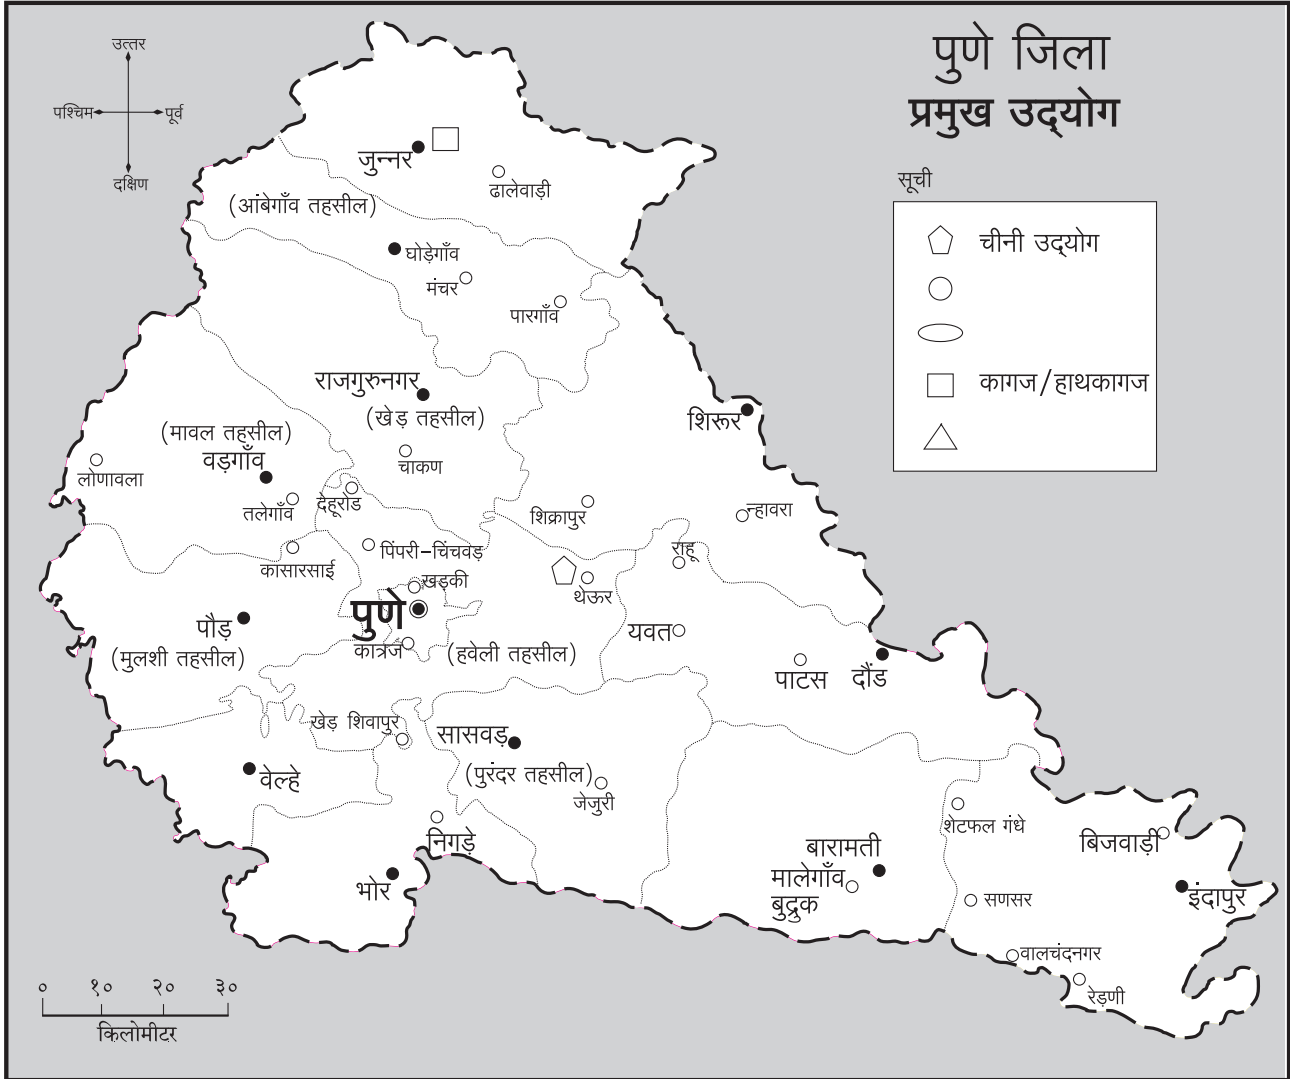 पुणे जिला
प्रमुख उद्‌योग
उत्तर
पश्चिम
पूर्व
दक्षिण
सूची
चीनी उद्‌योग
कागज/हाथकागज
जुन्नर
ढालेवाड़ी
(आंबेगाँव तहसील)
घोड़ेगाँव
मंचर
पारगाँव
राजगुरुनगर
(खेड़ तहसील)
चाकण
शिरूर
(मावल तहसील)
वड़गाँव
लोणावला
तलेगाँव
देहूरोड
शिक्रापुर
न्हावरा
कासारसाई
पिंपरी-चिंचवड़
राहू
खड़की
थेऊर
पुणे
यवत
पौड़
(मुलशी तहसील)
कात्रज
(हवेली तहसील)
पाटस
दौंड
खेड़ शिवापुर
सासवड़
(पुरंदर तहसील)
जेजुरी
वेल्हे
शेटफल गंधे
निगड़े
बिजवाड़ी
बारामती
मालेगाँव
बुद्रुक
भोर
सणसर
इंदापुर
वालचंदनगर
रेड़णी
० १० २० ३०
किलोमीटर